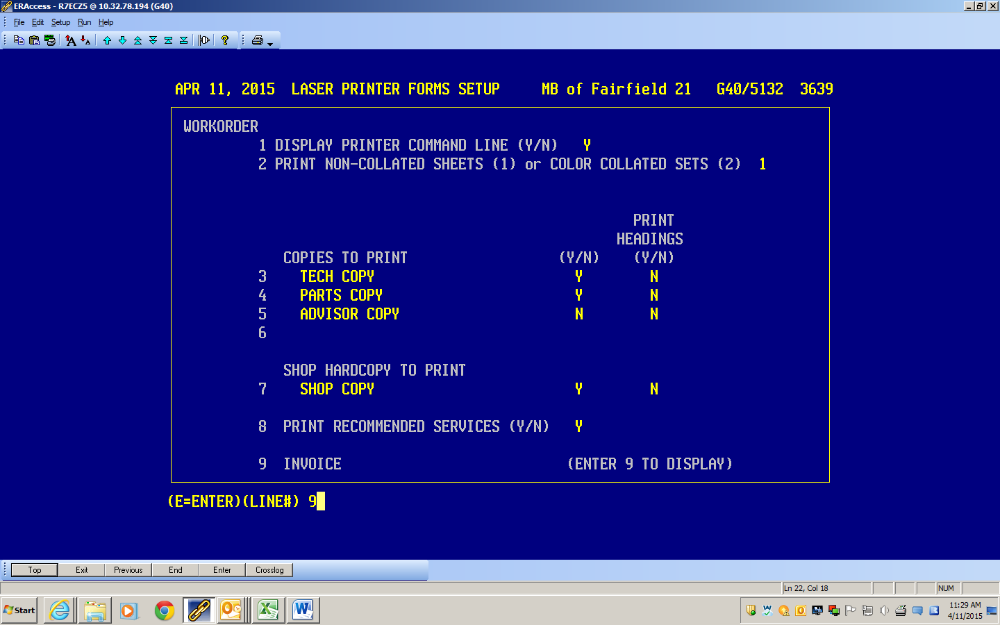 ERAccess - R7ECZ5 @ 10.32.78.194 (G40)
File Edit Setup Run Help
APR 11, 2015 LASER PRINTER FORMS SETUP MB of Fairfield 21 G40/5132 3639
WORKORDER
1 DISPLAY PRINTER COMMAND LINE (Y/N) Y
2 PRINT NON-COLLATED SHEETS (1) or COLOR COLLATED SETS (2) 1
PRINT
HEADINGS
COPIES TO PRINT (Y/N) (Y/N)
3 TECH COPY Y N
4 PARTS COPY Y N
5 ADVISOR COPY N N
6
SHOP HARDCOPY TO PRINT
7 SHOP COPY Y N
8 PRINT RECOMMENDED SERVICES (Y/N) Y
9 INVOICE (ENTER 9 TO DISPLAY)
(E=ENTER)(LINE#) 9
Top Exit Previous End Enter Crosslog
Ln 22, Col 18 NUM
Start
11:29 AM
4/11/2015